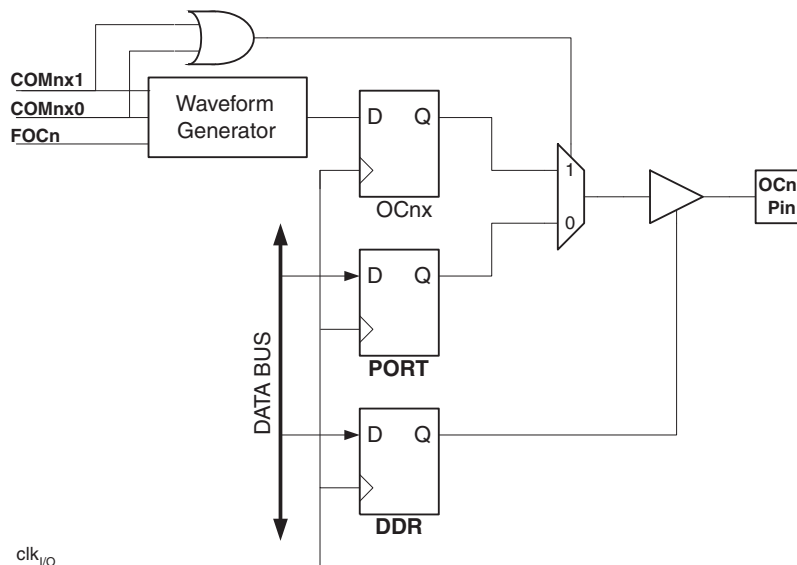 COMnx1
COMnx0
FOCn
Waveform
Generator
D Q
OCnx
1
0
OCn
Pin
D Q
PORT
DATA BUS
D Q
DDR
clkI/O